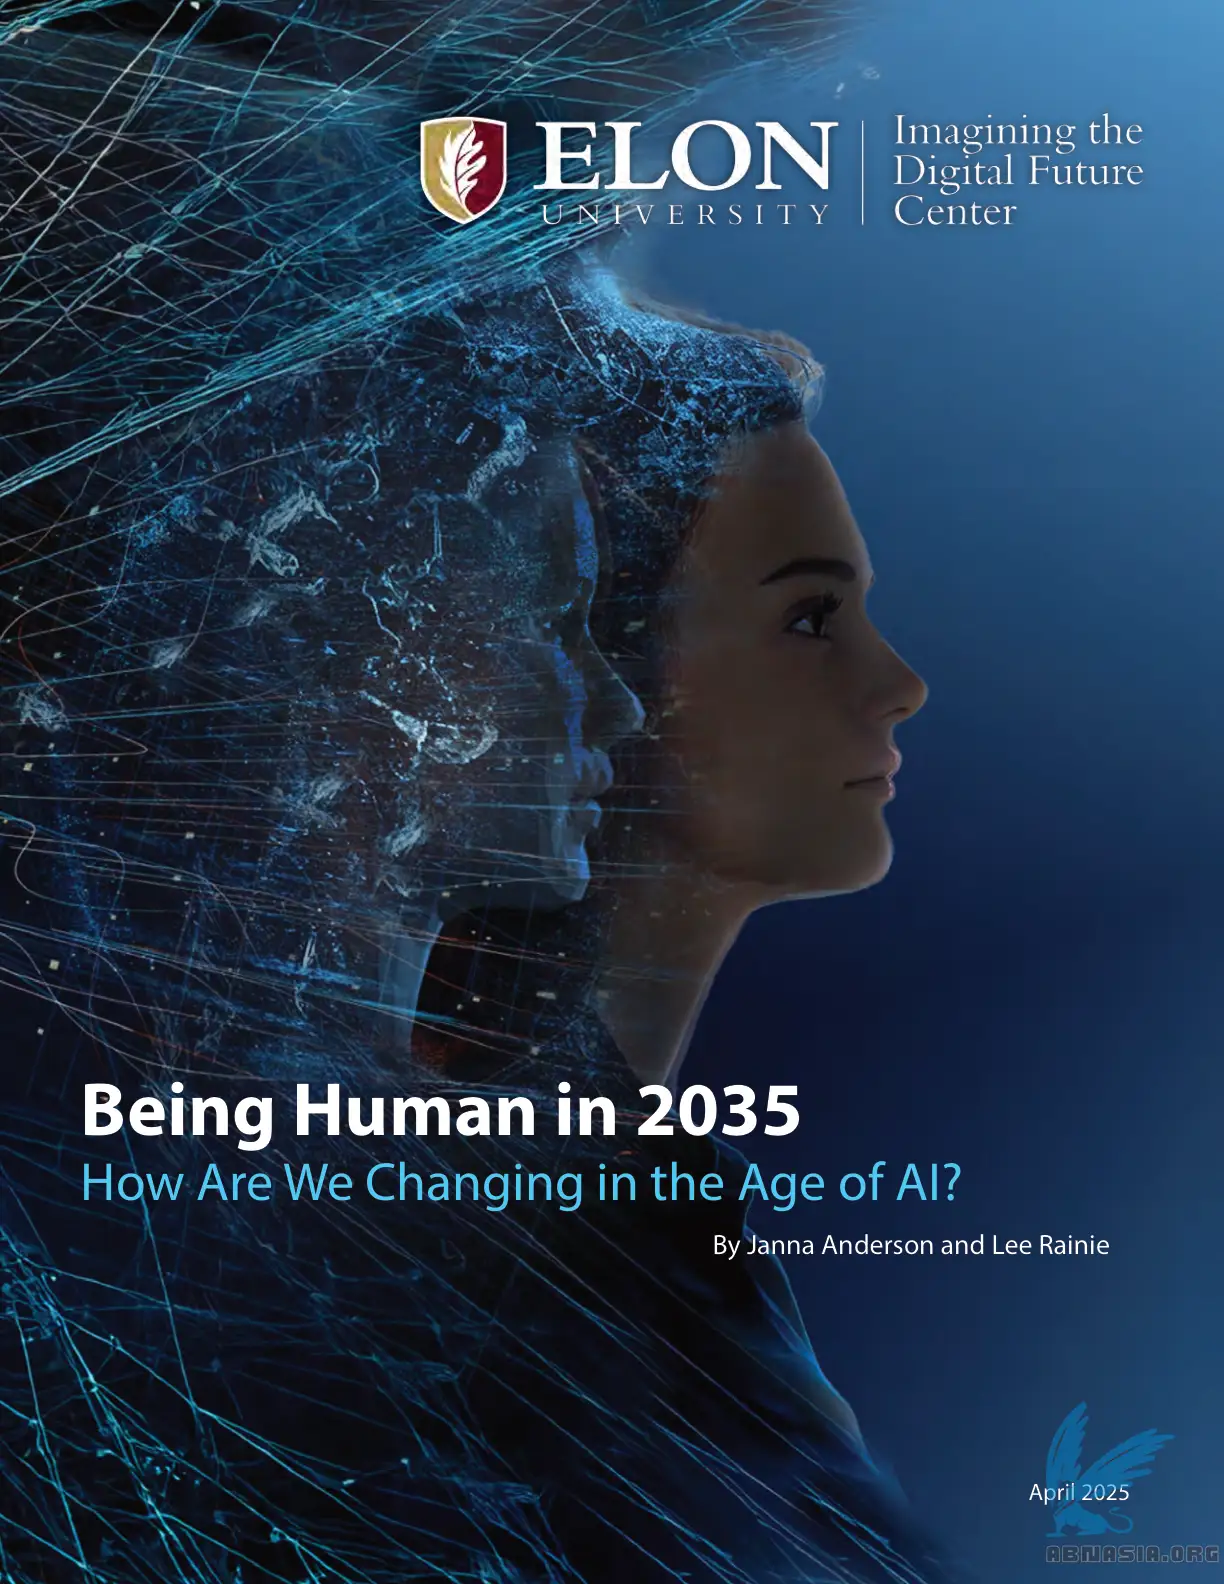 ELON
UNIVERSITY
Imagining the
Digital Future
Center
Being Human in 2035
How Are We Changing in the Age of AI?
By Janna Anderson and Lee Rainie
April 2025
ABNASIA.ORG